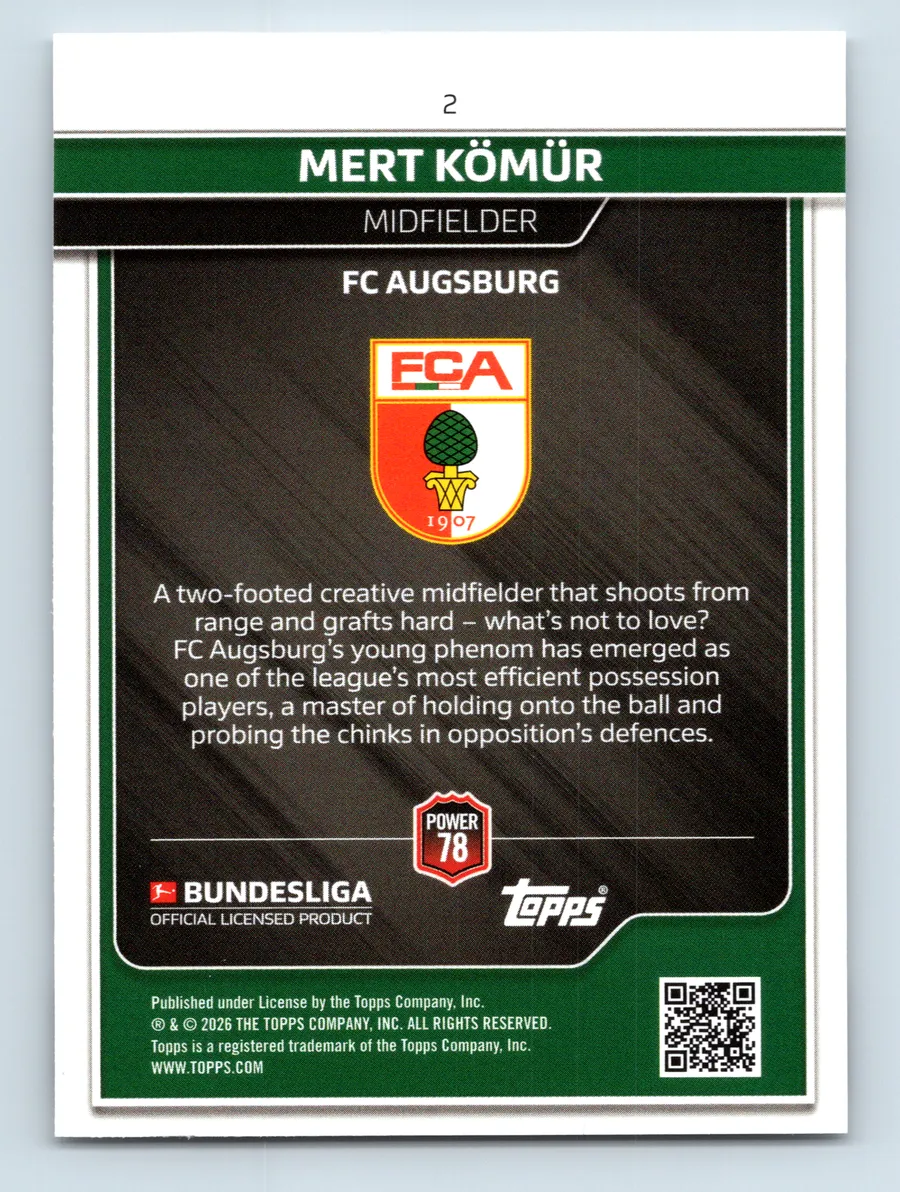 2
MERT KÖMÜR
MIDFIELDER
FC AUGSBURG
FCA
1907
A two-footed creative midfielder that shoots from
range and grafts hard – what's not to love?
FC Augsburg's young phenom has emerged as
one of the league's most efficient possession
players, a master of holding onto the ball and
probing the chinks in opposition's defences.
POWER
78
BUNDESLIGA
OFFICIAL LICENSED PRODUCT
Topps®
Published under License by the Topps Company, Inc.
® & © 2026 THE TOPPS COMPANY, INC. ALL RIGHTS RESERVED.
Topps is a registered trademark of the Topps Company, Inc.
WWW.TOPPS.COM